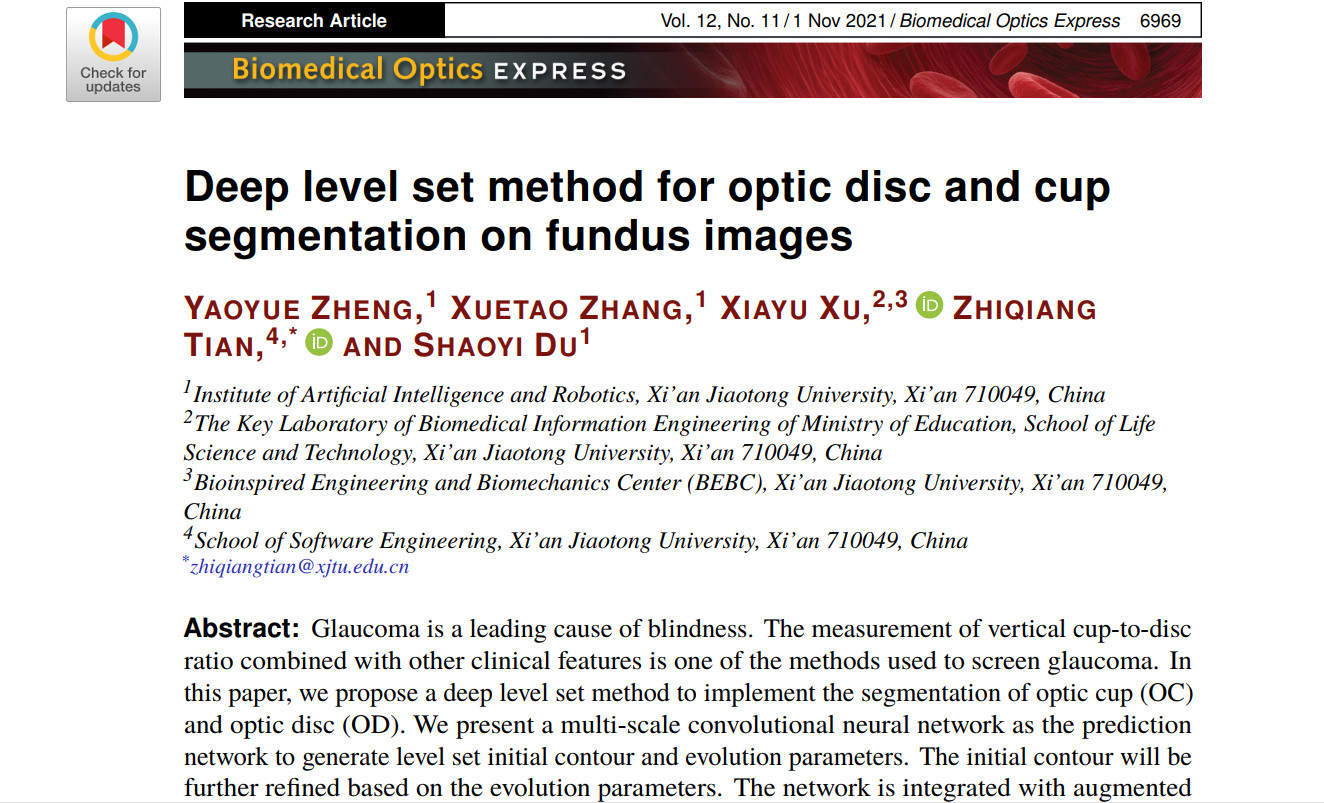 Check for
updates
Research Article
Vol. 12, No. 11 / 1 Nov 2021 / Biomedical Optics Express 6969
Biomedical Optics EXPRESS
Deep level set method for optic disc and cup
segmentation on fundus images
YAOYUE ZHENG,1 XUETAO ZHANG,1 XIAYU XU,2,3 iD ZHIQIANG
TIAN,4,* iD AND SHAOYI DU1
1Institute of Artificial Intelligence and Robotics, Xi'an Jiaotong University, Xi'an 710049, China
2The Key Laboratory of Biomedical Information Engineering of Ministry of Education, School of Life
Science and Technology, Xi'an Jiaotong University, Xi'an 710049, China
3Bioinspired Engineering and Biomechanics Center (BEBC), Xi'an Jiaotong University, Xi'an 710049,
China
4School of Software Engineering, Xi'an Jiaotong University, Xi'an 710049, China
*zhiqiangtian@xjtu.edu.cn
Abstract: Glaucoma is a leading cause of blindness. The measurement of vertical cup-to-disc
ratio combined with other clinical features is one of the methods used to screen glaucoma. In
this paper, we propose a deep level set method to implement the segmentation of optic cup (OC)
and optic disc (OD). We present a multi-scale convolutional neural network as the prediction
network to generate level set initial contour and evolution parameters. The initial contour will be
further refined based on the evolution parameters. The network is integrated with augmented